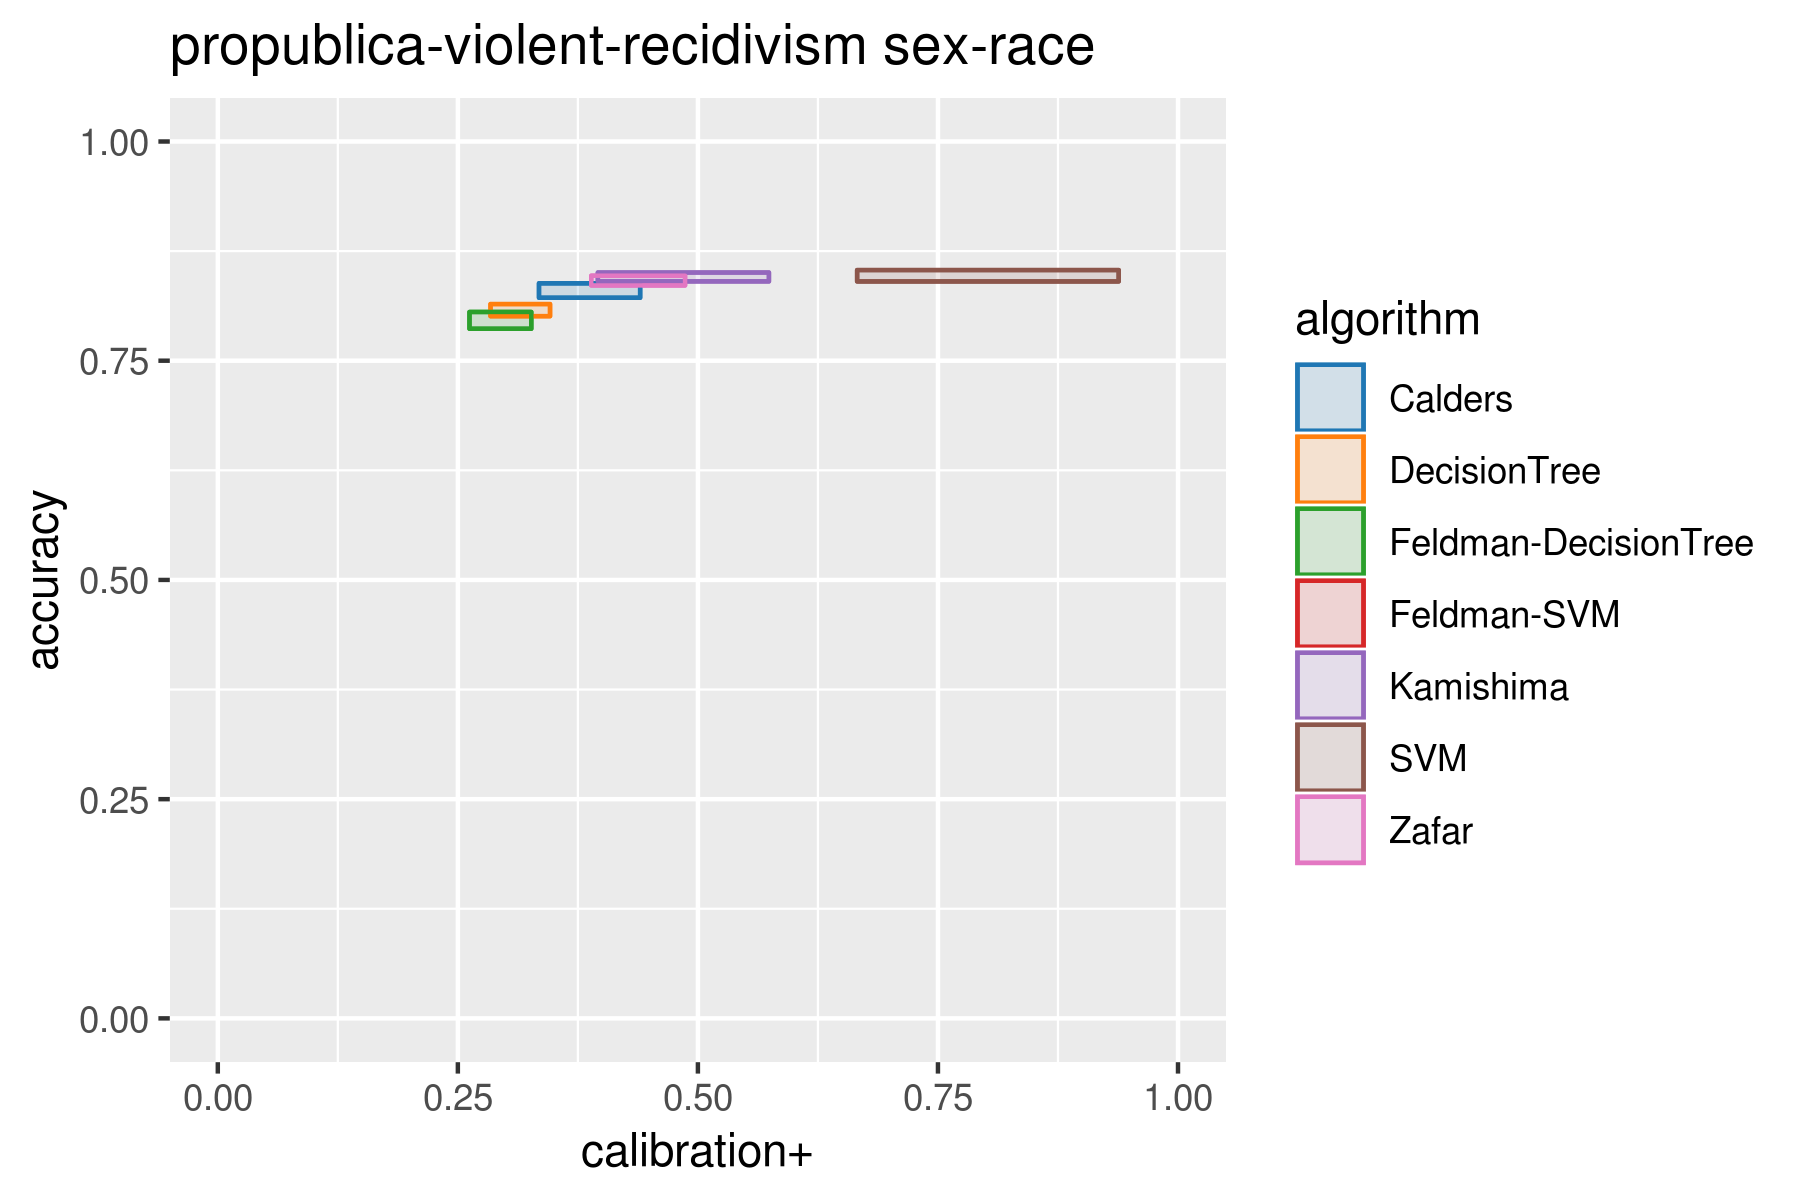 propublica-violent-recidivism sex-race
1.00
0.75
0.50
0.25
0.00
accuracy
0.00 0.25 0.50 0.75 1.00
calibration+
algorithm
Calders
DecisionTree
Feldman-DecisionTree
Feldman-SVM
Kamishima
SVM
Zafar